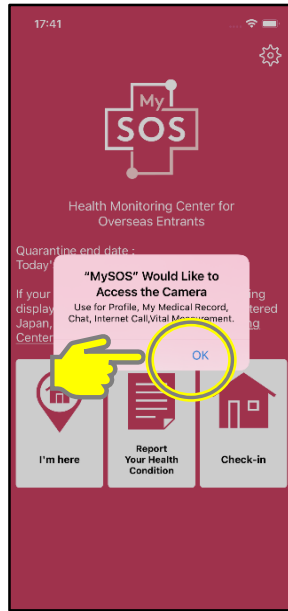 17:41
My
SOS
Health Monitoring Center for
Overseas Entrants
Quarantine end date :
Today'
"MySOS" Would Like to
Access the Camera
Use for Profile, My Medical Record,
Chat, Internet Call,Vital Measurement.
OK
If your
display
Japan,
Center
I'm here
Report
Your Health
Condition
Check-in